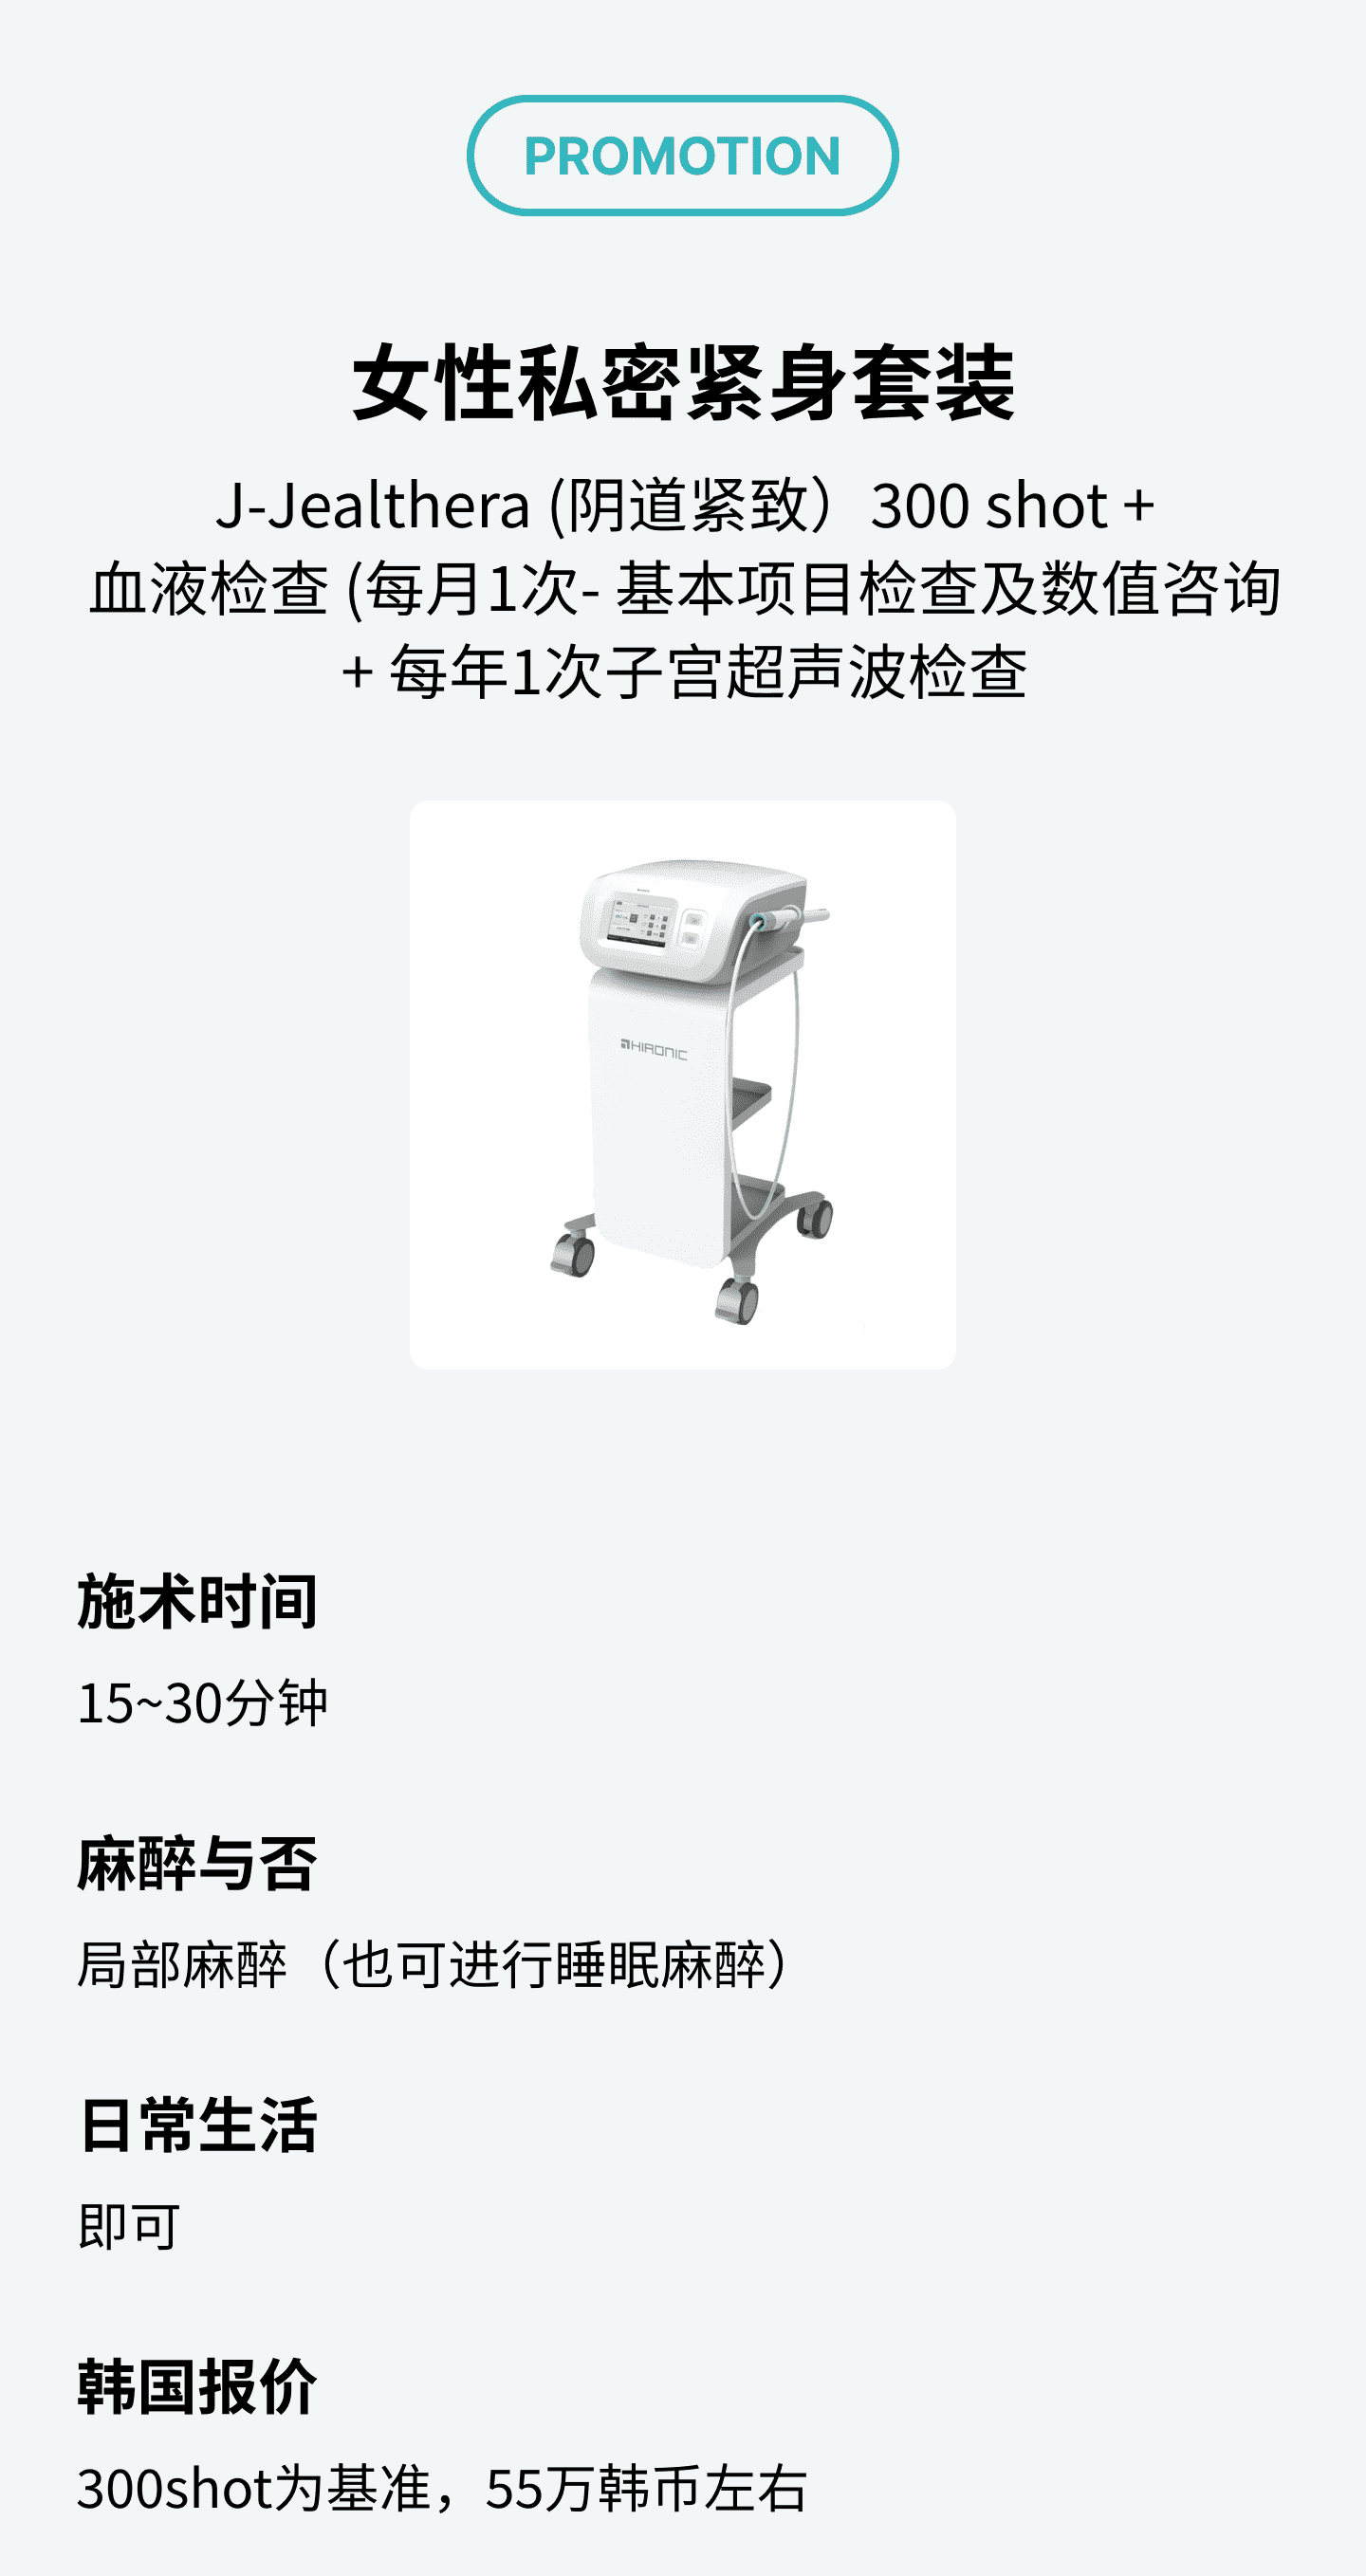 PROMOTION
女性私密紧身套装
J-Jealthera (阴道紧致）300 shot +
血液检查 (每月1次- 基本项目检查及数值咨询
+ 每年1次子宫超声波检查
HIRONIC
施术时间
15~30分钟
麻醉与否
局部麻醉（也可进行睡眠麻醉）
日常生活
即可
韩国报价
300shot为基准，55万韩币左右